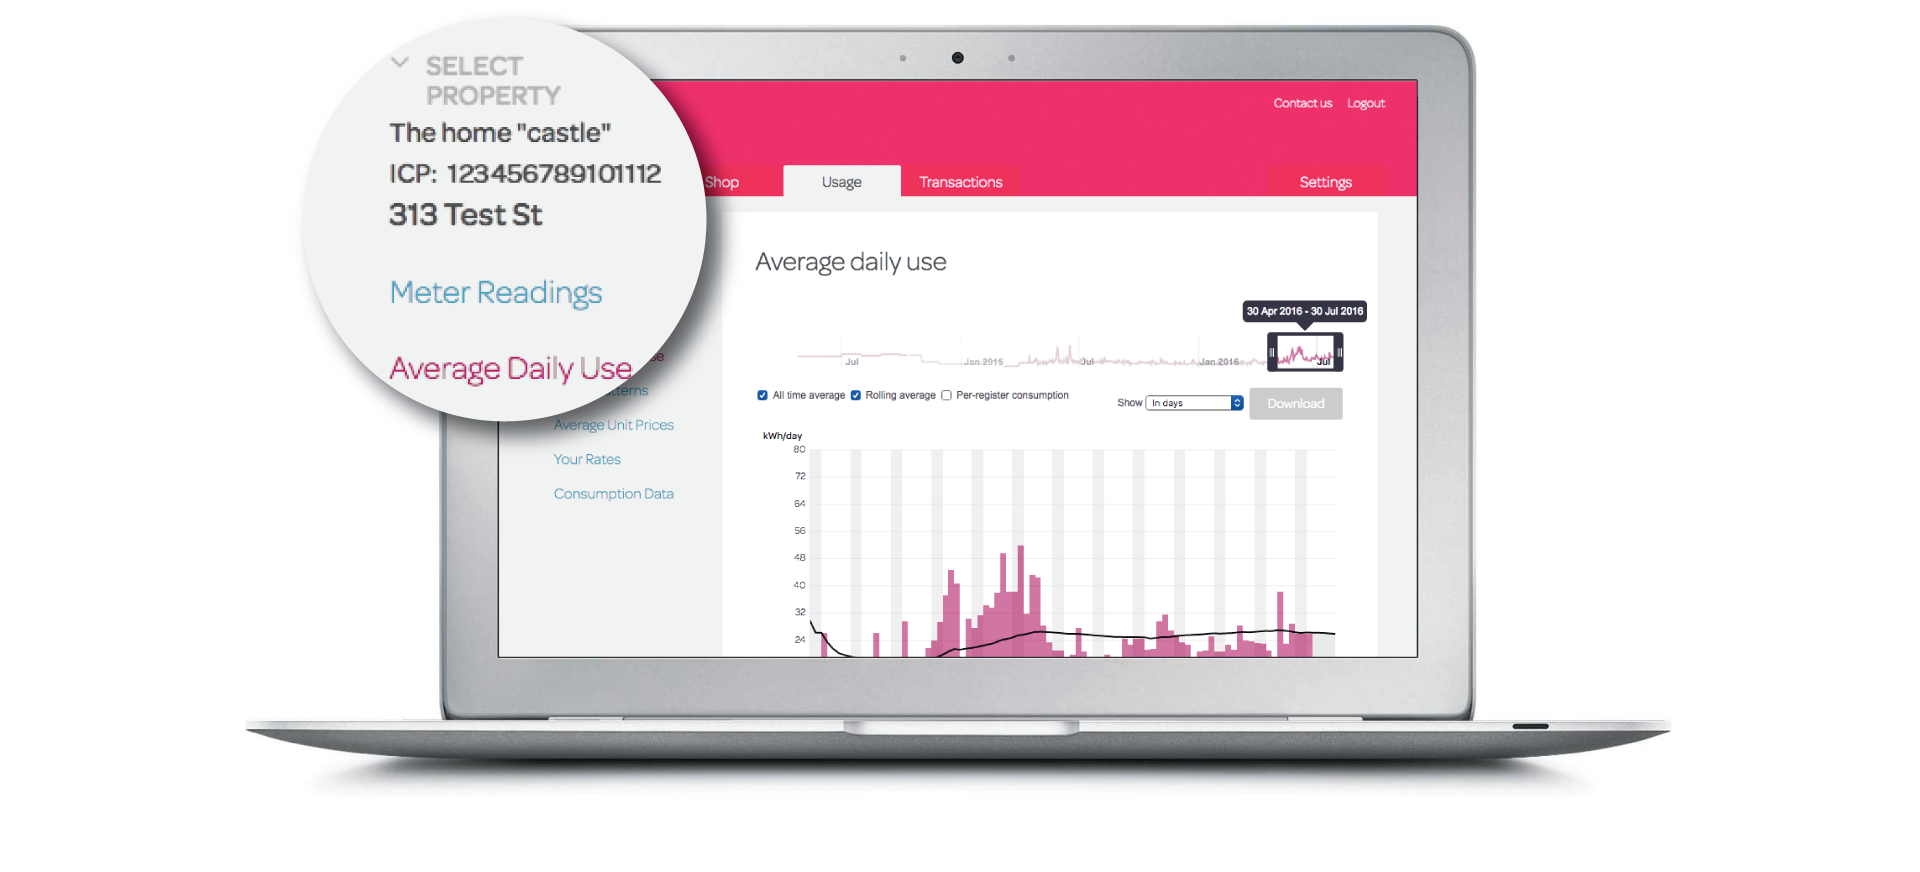 SELECT
PROPERTY
The home "castle"
ICP: 123456789101112
313 Test St
Meter Readings
Average Daily Use
Average Unit Prices
Your Rates
Consumption Data
Contact us Logout
Shop Usage Transactions Settings
Average daily use
30 Apr 2016 - 30 Jul 2016
Jul Jan 2015 Jul Jan 2016 Jul
All time average Rolling average Per-register consumption
Show In days Download
kWh/day
80
72
64
56
48
40
32
24